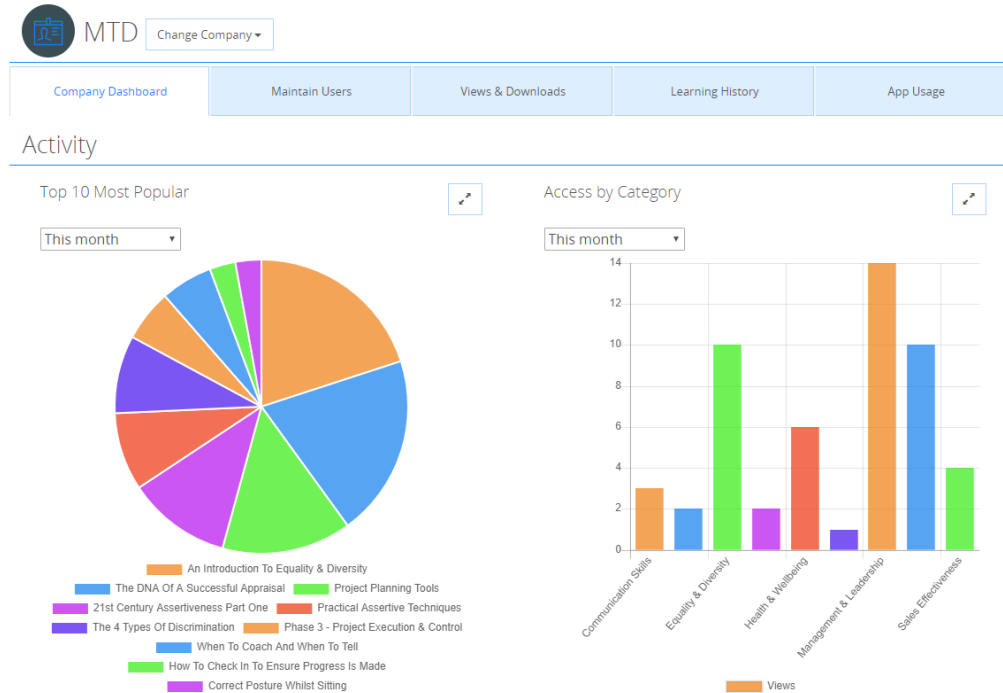 MTD
Change Company
Company Dashboard
Maintain Users
Views & Downloads
Learning History
App Usage
Activity
Top 10 Most Popular
This month
An Introduction To Equality & Diversity
The DNA Of A Successful Appraisal
Project Planning Tools
21st Century Assertiveness Part One
Practical Assertive Techniques
The 4 Types Of Discrimination
Phase 3 - Project Execution & Control
When To Coach And When To Tell
How To Check In To Ensure Progress Is Made
Correct Posture Whilst Sitting
Access by Category
This month
14
12
10
8
6
4
2
0
Communication Skills
Equality & Diversity
Health & Wellbeing
Management & Leadership
Sales Effectiveness
Views